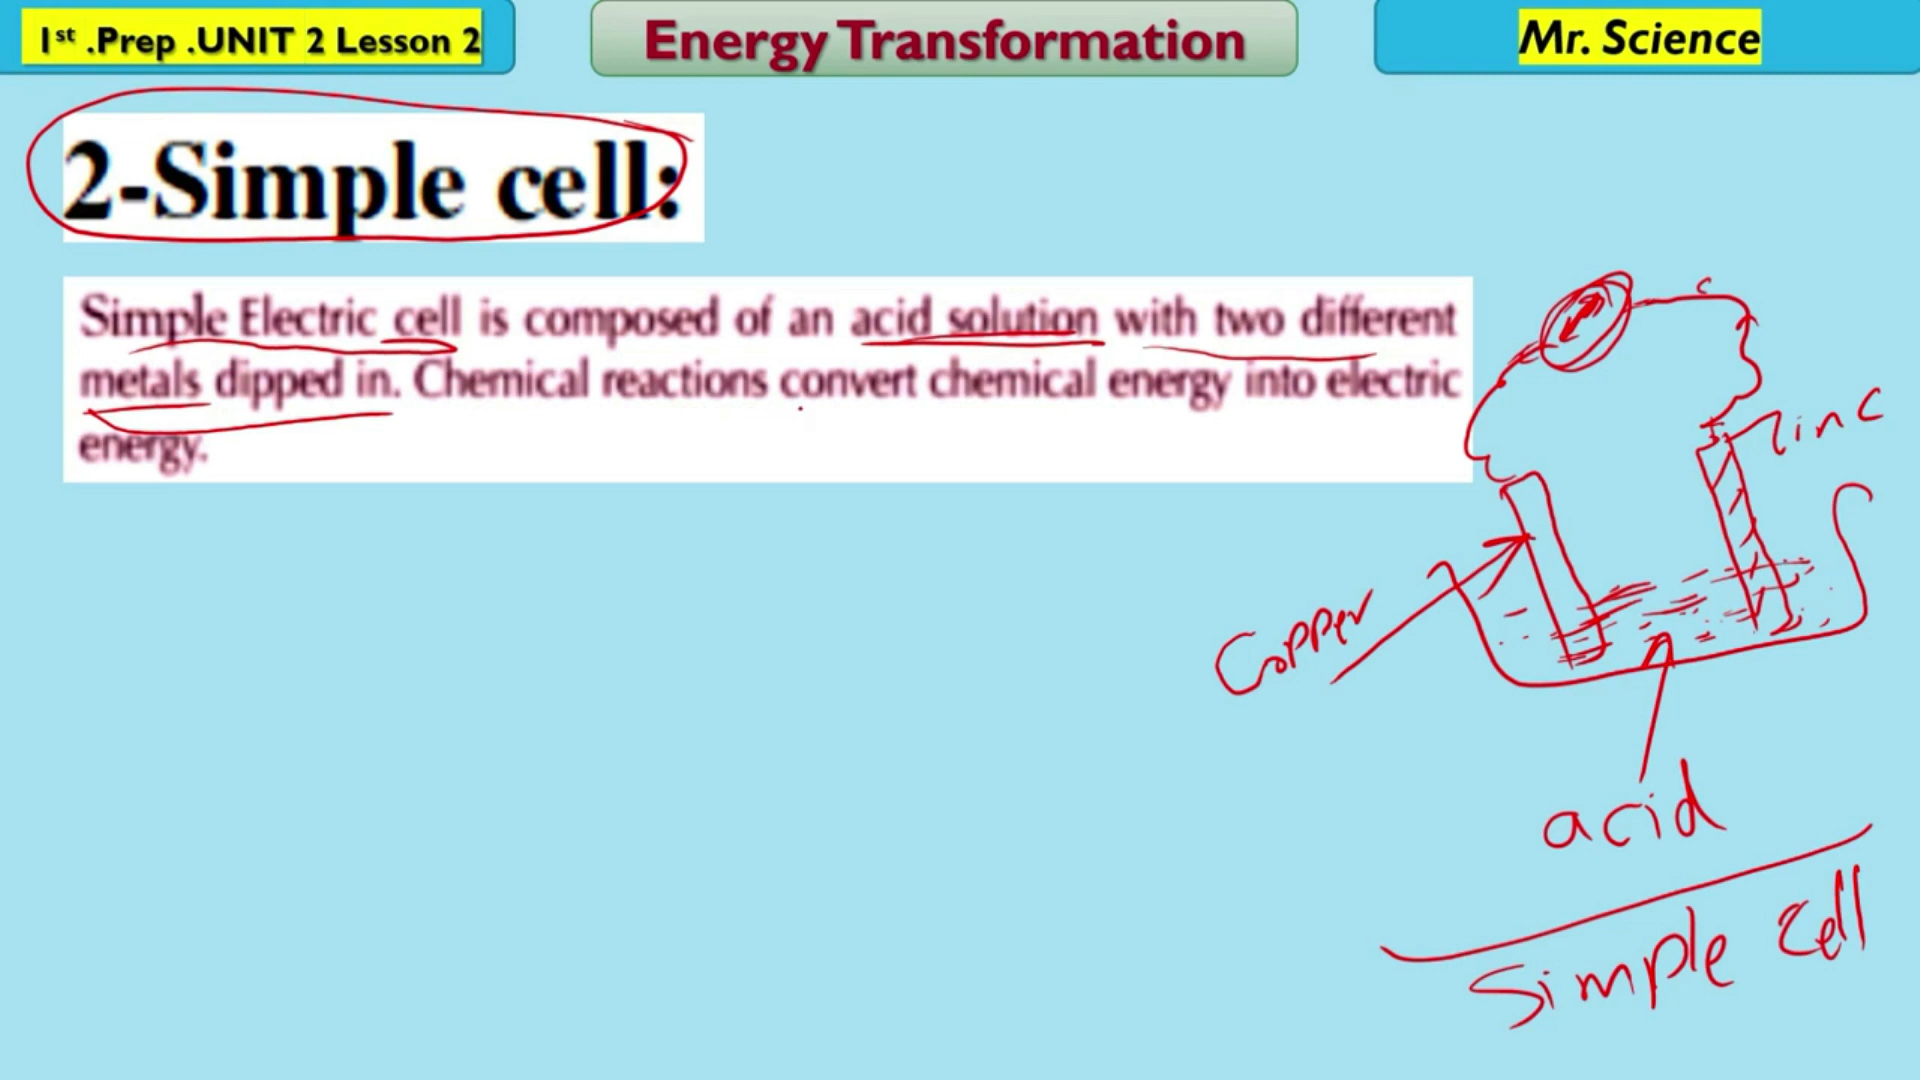 1st .Prep .UNIT 2 Lesson 2
Energy Transformation
Mr. Science
2-Simple cell:
Simple Electric cell is composed of an acid solution with two different
metals dipped in. Chemical reactions convert chemical energy into electric
energy.
Zinc
Copper
acid
Simple cell